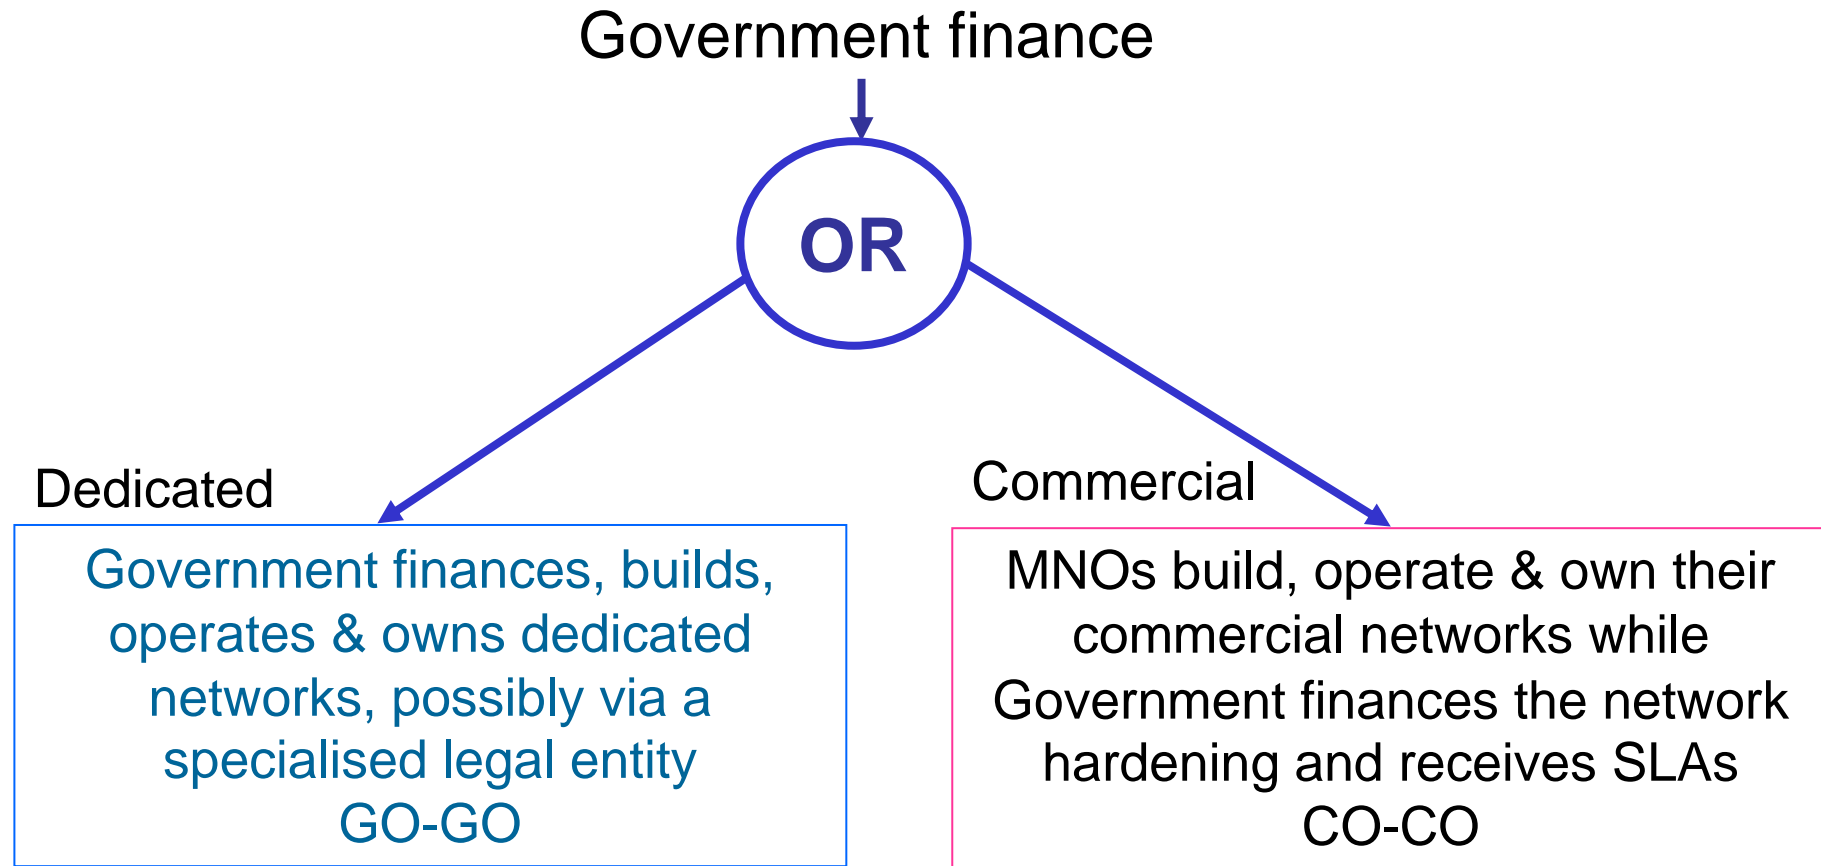 Government finance
OR
Dedicated
Government finances, builds,
operates & owns dedicated
networks, possibly via a
specialised legal entity
GO-GO
Commercial
MNOs build, operate & own their
commercial networks while
Government finances the network
hardening and receives SLAs
CO-CO